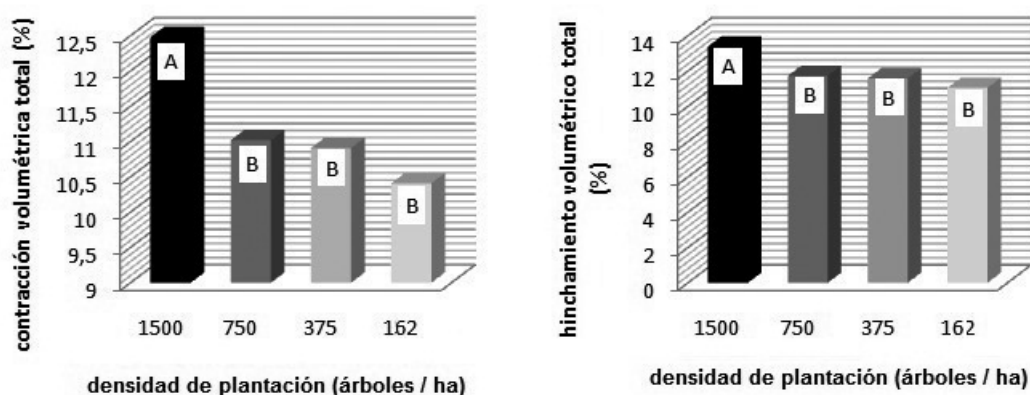 contracción volumétrica total (%)
12,5
12
11,5
11
10,5
10
9,5
9
A
B
B
B
1500 750 375 162
densidad de plantación (árboles / ha)
hinchamiento volumétrico total
(%)
14
12
10
8
6
4
2
0
A
B
B
B
1500 750 375 162
densidad de plantación (árboles / ha)